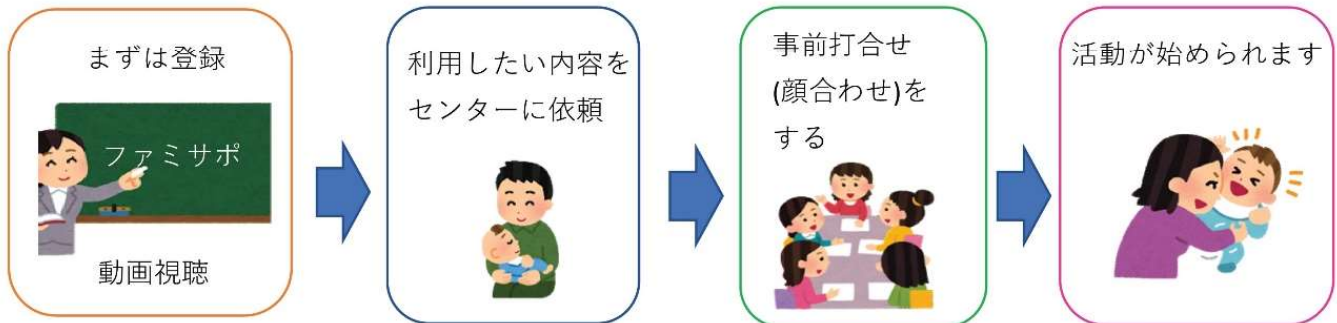 まずは登録
ファミサポ
動画視聴
利用したい内容を
センターに依頼
事前打合せ
(顔合わせ)を
する
活動が始められます